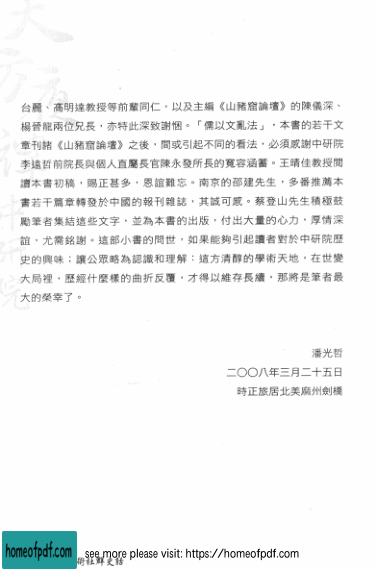 台麗、高明達教授等前輩同仁，以及主編《山豬窟論壇》的陳儀深、
楊晉龍兩位兄長，亦特此深致謝悃。「儒以文亂法」，本書的若干文
章刊諸《山豬窟論壇》之後，間或引起不同的看法，必須感謝中研院
李遠哲前院長與個人直屬長官陳永發所長的寬容涵蓄。王晴佳教授閱
讀本書初稿，賜正甚多，恩誼難忘。南京的邵建先生，多番推薦本
書若干篇章轉發於中國的報刊雜誌，其誠可感。蔡登山先生積極鼓
勵筆者集結這些文字，並為本書的出版，付出大量的心力，厚情深
誼，尤需銘謝。這部小書的問世，如果能夠引起讀者對於中研院歷
史的興味；讓公眾略為認識和理解：這方清醇的學術天地，在世變
大局裡，歷經什麼樣的曲折反覆，才得以維存長續，那將是筆者最
大的榮幸了。
潘光哲
二〇〇八年三月二十五日
時正旅居北美麻州劍橋
homeofpdf.com
see more please visit: https://homeofpdf.com